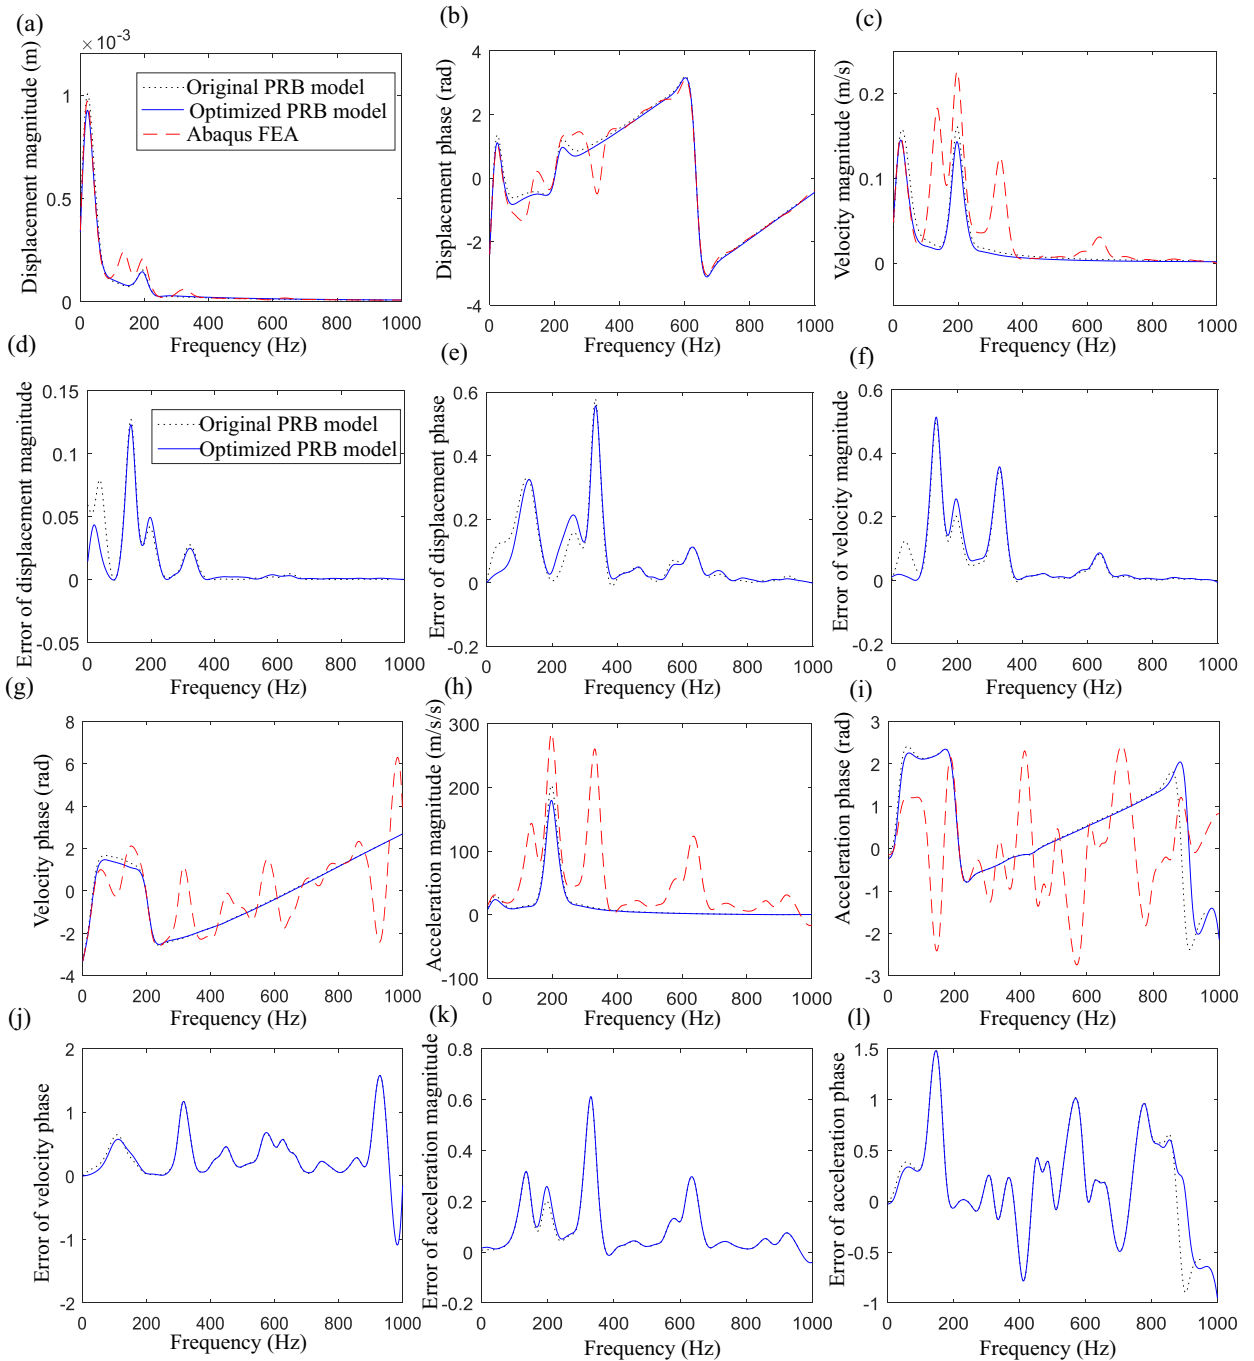 (a)
× 10^-3
Displacement magnitude (m)
1
0.5
0
Original PRB model
Optimized PRB model
Abaqus FEA
0 200 400 600 800 1000
Frequency (Hz)
(b)
Displacement phase (rad)
4
2
0
-2
-4
0 200 400 600 800 1000
Frequency (Hz)
(c)
Velocity magnitude (m/s)
0.2
0.1
0
0 200 400 600 800 1000
Frequency (Hz)
(d)
Error of displacement magnitude
0.15
0.1
0.05
0
-0.05
Original PRB model
Optimized PRB model
0 200 400 600 800 1000
Frequency (Hz)
(e)
Error of displacement phase
0.6
0.4
0.2
0
-0.2
0 200 400 600 800 1000
Frequency (Hz)
(f)
Error of velocity magnitude
0.6
0.4
0.2
0
-0.2
0 200 400 600 800 1000
Frequency (Hz)
(g)
Velocity phase (rad)
8
6
4
2
0
-2
-4
0 200 400 600 800 1000
Frequency (Hz)
(h)
Acceleration magnitude (m/s/s)
300
200
100
0
-100
0 200 400 600 800 1000
Frequency (Hz)
(i)
Acceleration phase (rad)
3
2
1
0
-1
-2
-3
0 200 400 600 800 1000
Frequency (Hz)
(j)
Error of velocity phase
2
1
0
-1
-2
0 200 400 600 800 1000
Frequency (Hz)
(k)
Error of acceleration magnitude
0.8
0.6
0.4
0.2
0
-0.2
0 200 400 600 800 1000
Frequency (Hz)
(l)
Error of acceleration phase
1.5
1
0.5
0
-0.5
-1
0 200 400 600 800 1000
Frequency (Hz)